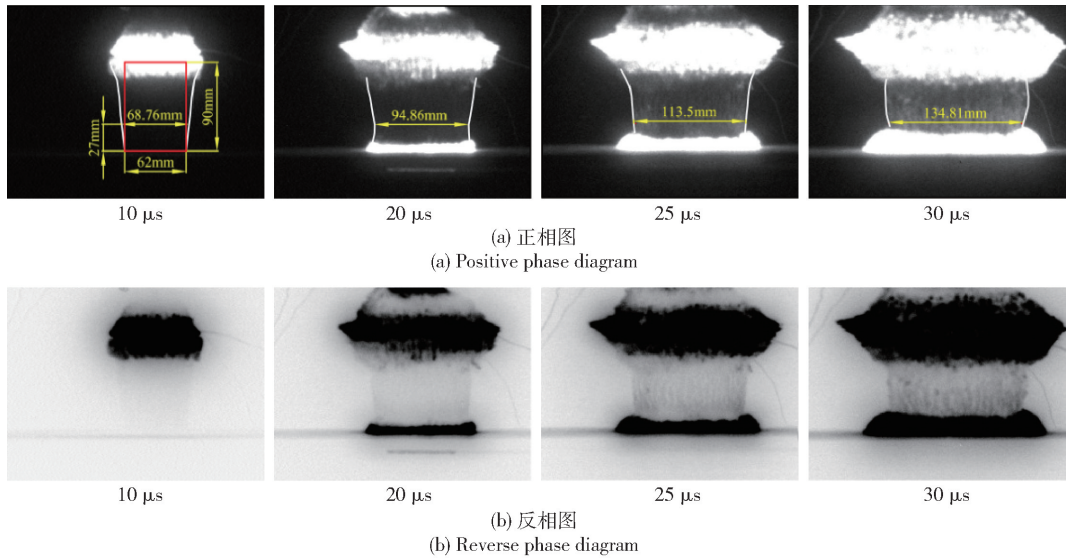 68.76mm
90mm
27mm
62mm
94.86mm
113.5mm
134.81mm
10 μs
20 μs
25 μs
30 μs
(a) 正相图
(a) Positive phase diagram
10 μs
20 μs
25 μs
30 μs
(b) 反相图
(b) Reverse phase diagram